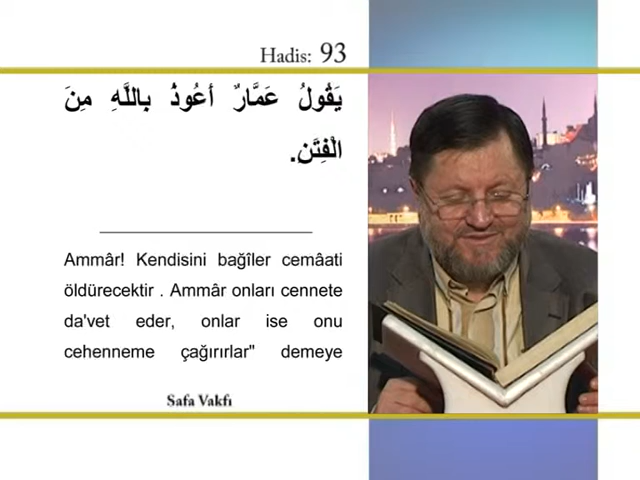 Hadis: 93
يَقُولُ عَمَّارٌ أَعُوذُ بِاللَّهِ مِنَ
الْفِتَنِ.
Ammâr! Kendisini bağîler cemâati
öldürecektir . Ammâr onları cennete
da'vet eder, onlar ise onu
cehenneme çağırırlar" demeye
Safa Vakfı